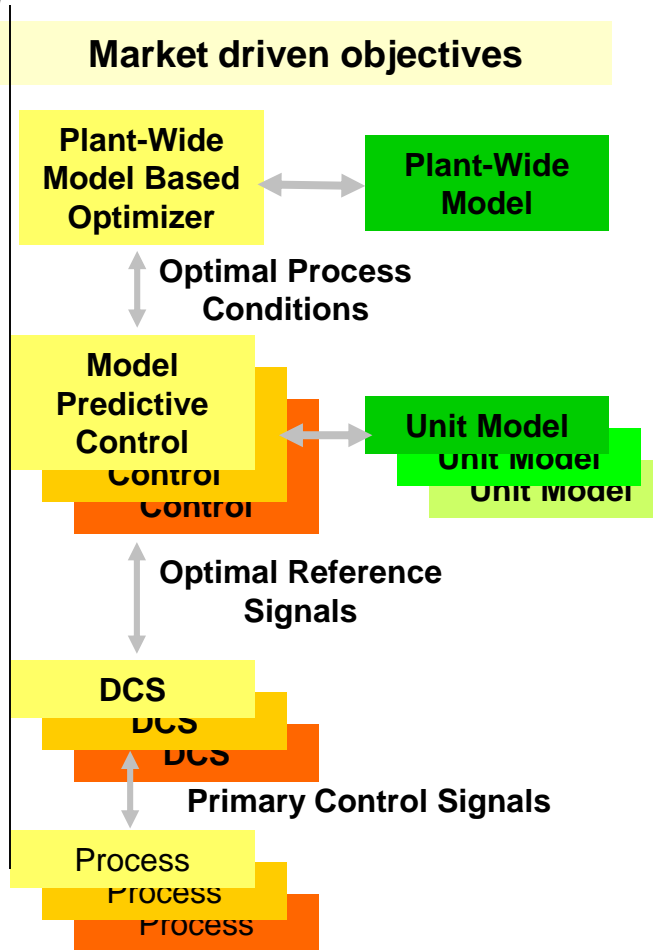 Market driven objectives
Plant-Wide
Model Based
Optimizer
Plant-Wide
Model
Optimal Process
Conditions
Model
Predictive
Control
Control
Control
Unit Model
Unit Model
Unit Model
Optimal Reference
Signals
DCS
DCS
DCS
Primary Control Signals
Process
Process
Process